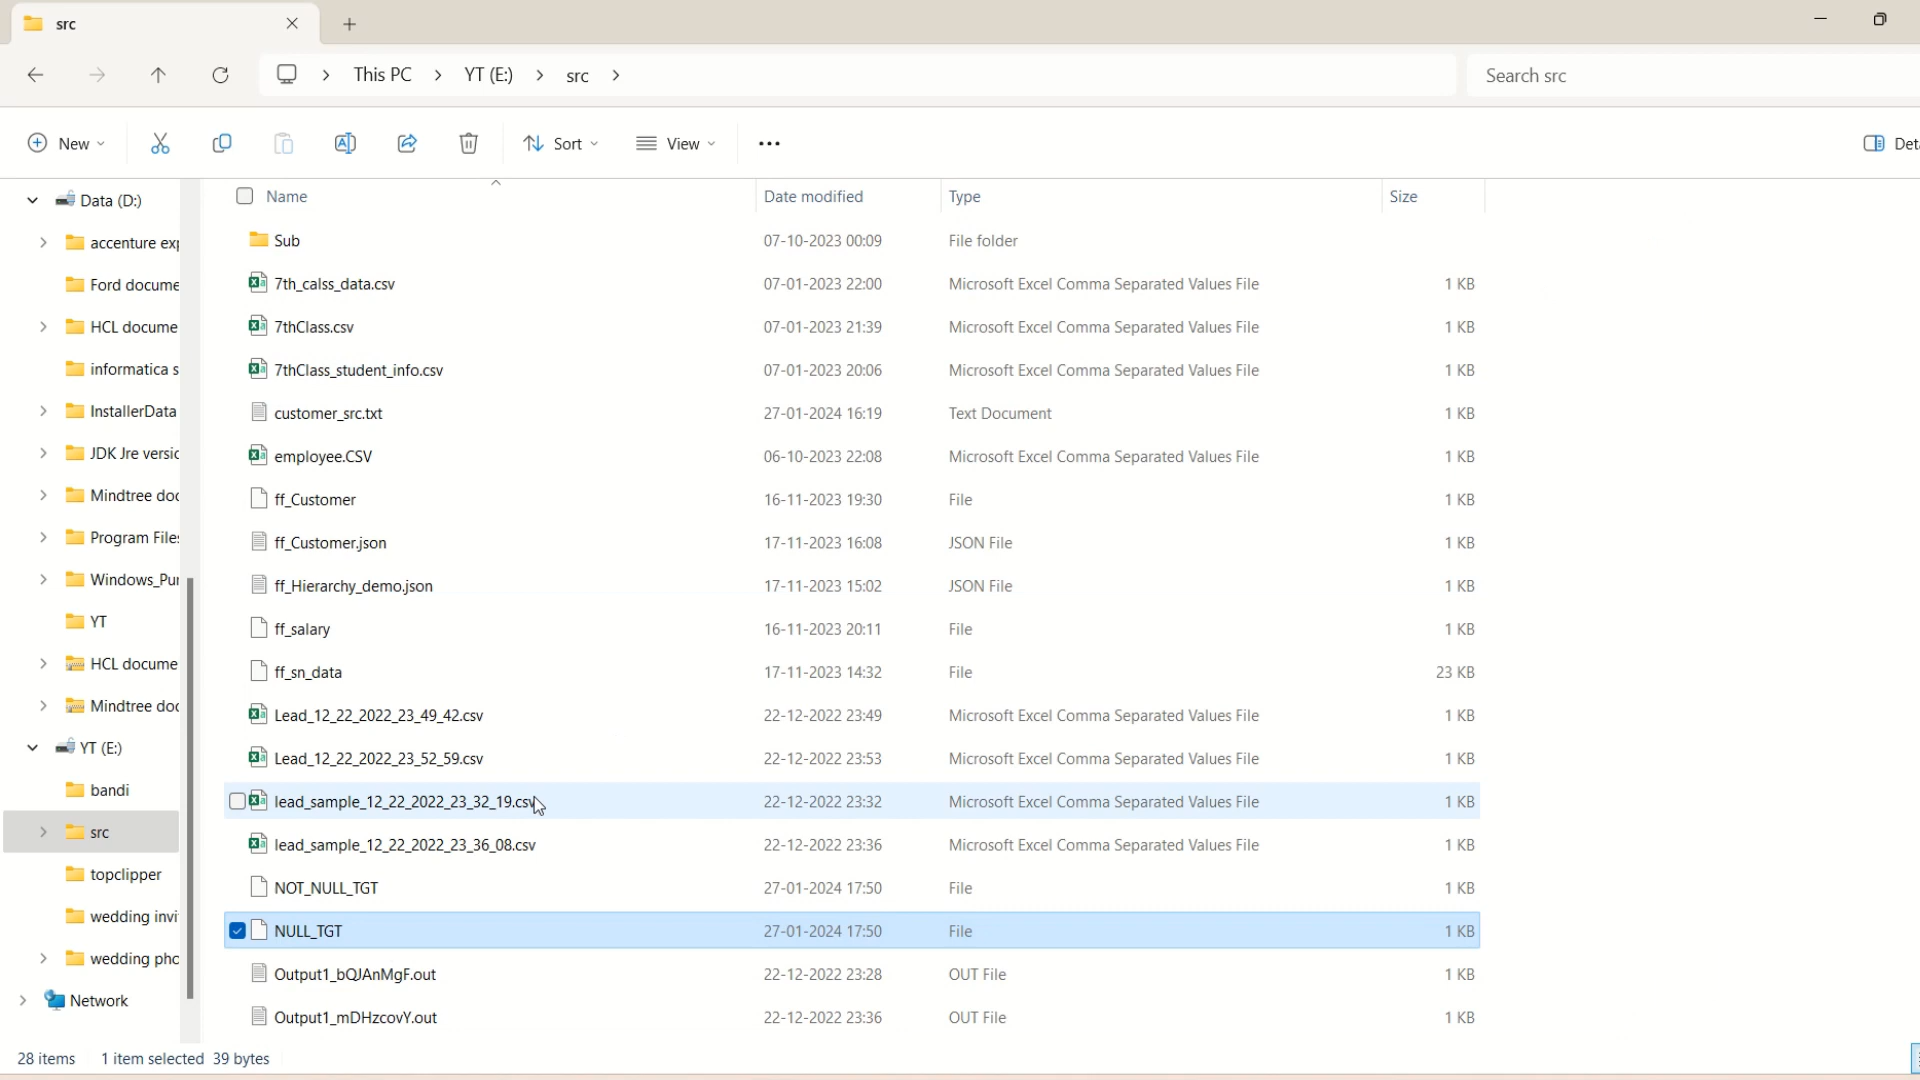 src
This PC > YT (E:) > src >
Search src
New
Sort
View
Data (D:)
accenture
Ford docume
HCL docume
informatica s
InstallerData
JDK Jre versic
Mindtree doc
Program Files
Windows_Pur
YT
HCL docume
Mindtree doc
YT (E:)
bandi
src
topclipper
wedding invi
wedding pho
Network
Name Date modified Type Size
Sub 07-10-2023 00:09 File folder
7th_calss_data.csv 07-01-2023 22:00 Microsoft Excel Comma Separated Values File 1 KB
7thClass.csv 07-01-2023 21:39 Microsoft Excel Comma Separated Values File 1 KB
7thClass_student_info.csv 07-01-2023 20:06 Microsoft Excel Comma Separated Values File 1 KB
customer_src.txt 27-01-2024 16:19 Text Document 1 KB
employee.CSV 06-10-2023 22:08 Microsoft Excel Comma Separated Values File 1 KB
ff_Customer 16-11-2023 19:30 File 1 KB
ff_Customer.json 17-11-2023 16:08 JSON File 1 KB
ff_Hierarchy_demo.json 17-11-2023 15:02 JSON File 1 KB
ff_salary 16-11-2023 20:11 File 1 KB
ff_sn_data 17-11-2023 14:32 File 23 KB
Lead_12_22_2022_23_49_42.csv 22-12-2022 23:49 Microsoft Excel Comma Separated Values File 1 KB
Lead_12_22_2022_23_52_59.csv 22-12-2022 23:53 Microsoft Excel Comma Separated Values File 1 KB
lead_sample_12_22_2022_23_32_19.csv 22-12-2022 23:32 Microsoft Excel Comma Separated Values File 1 KB
lead_sample_12_22_2022_23_36_08.csv 22-12-2022 23:36 Microsoft Excel Comma Separated Values File 1 KB
NOT_NULL_TGT 27-01-2024 17:50 File 1 KB
NULL_TGT 27-01-2024 17:50 File 1 KB
Output1_bQJAnMgF.out 22-12-2022 23:28 OUT File 1 KB
Output1_mDHzcovY.out 22-12-2022 23:36 OUT File 1 KB
28 items 1 item selected 39 bytes